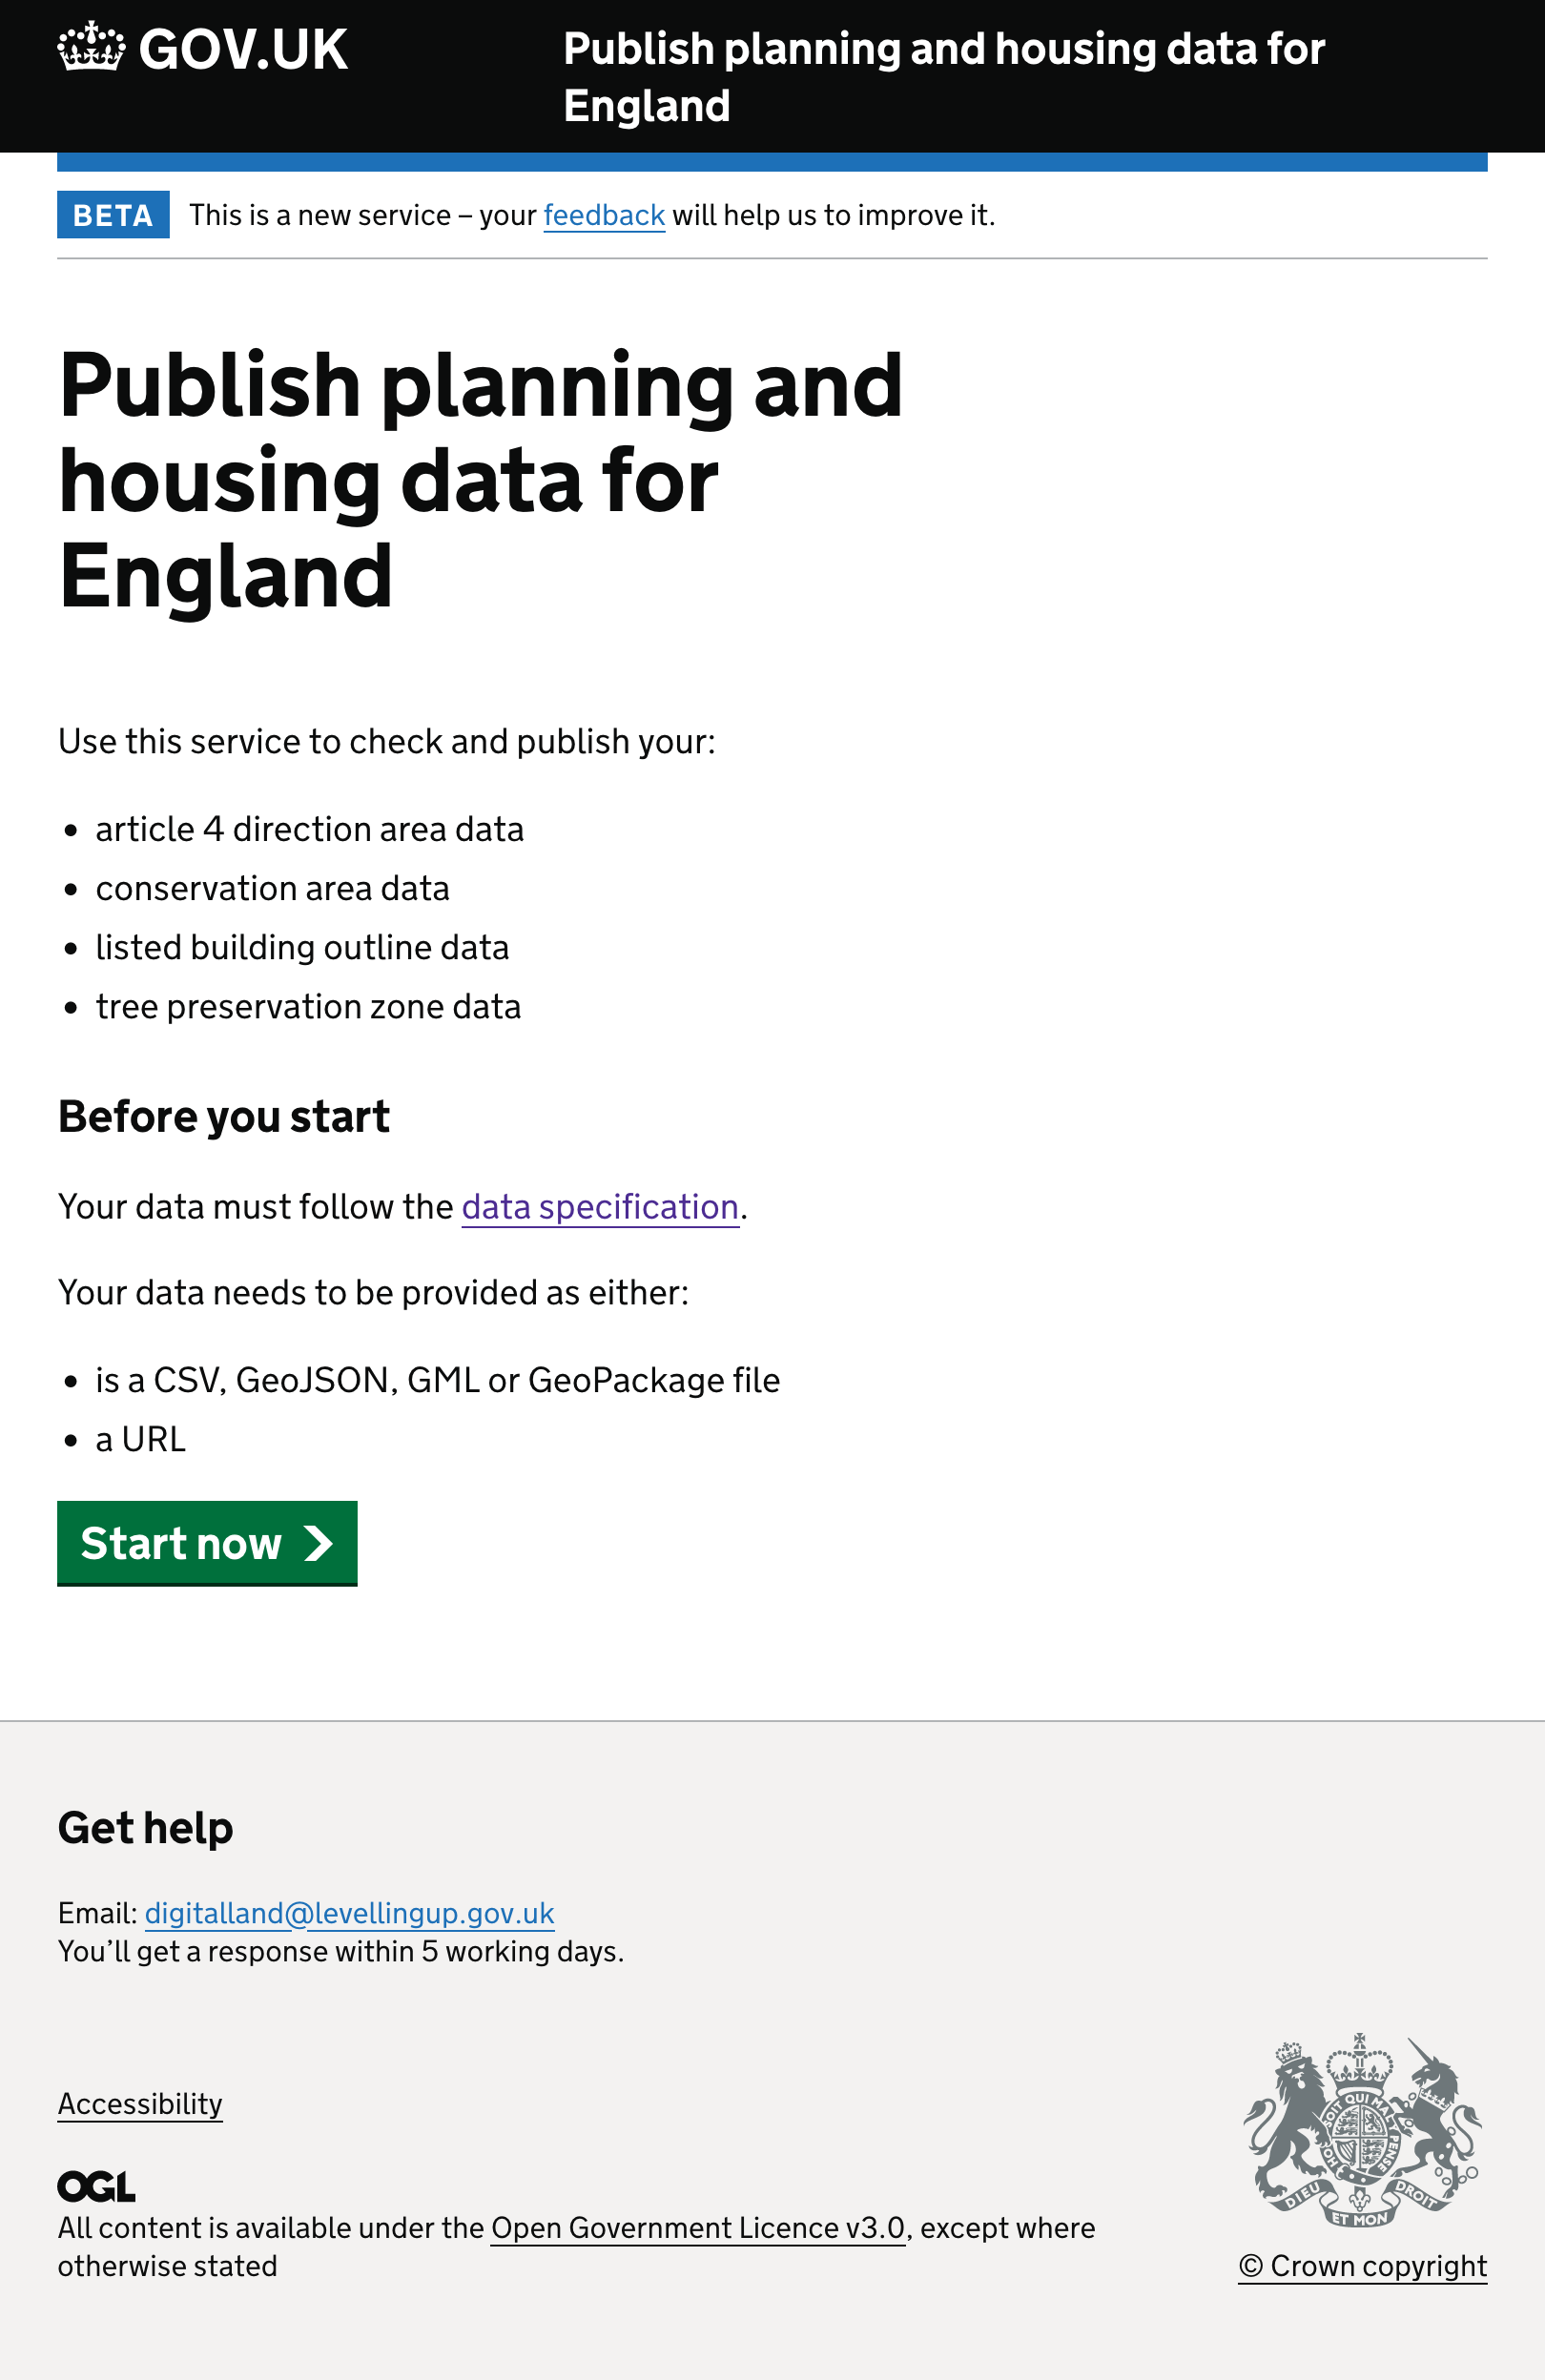 GOV.UK
Publish planning and housing data for
England
BETA
This is a new service – your feedback will help us to improve it.
Publish planning and
housing data for
England
Use this service to check and publish your:
• article 4 direction area data
• conservation area data
• listed building outline data
• tree preservation zone data
Before you start
Your data must follow the data specification.
Your data needs to be provided as either:
• is a CSV, GeoJSON, GML or GeoPackage file
• a URL
Start now
Get help
Email: digitalland@levellingup.gov.uk
You’ll get a response within 5 working days.
Accessibility
OGL
All content is available under the Open Government Licence v3.0, except where
otherwise stated
SOIT QUI MAL
PENSE
HON
DIEU
ET MON
DROIT
© Crown copyright